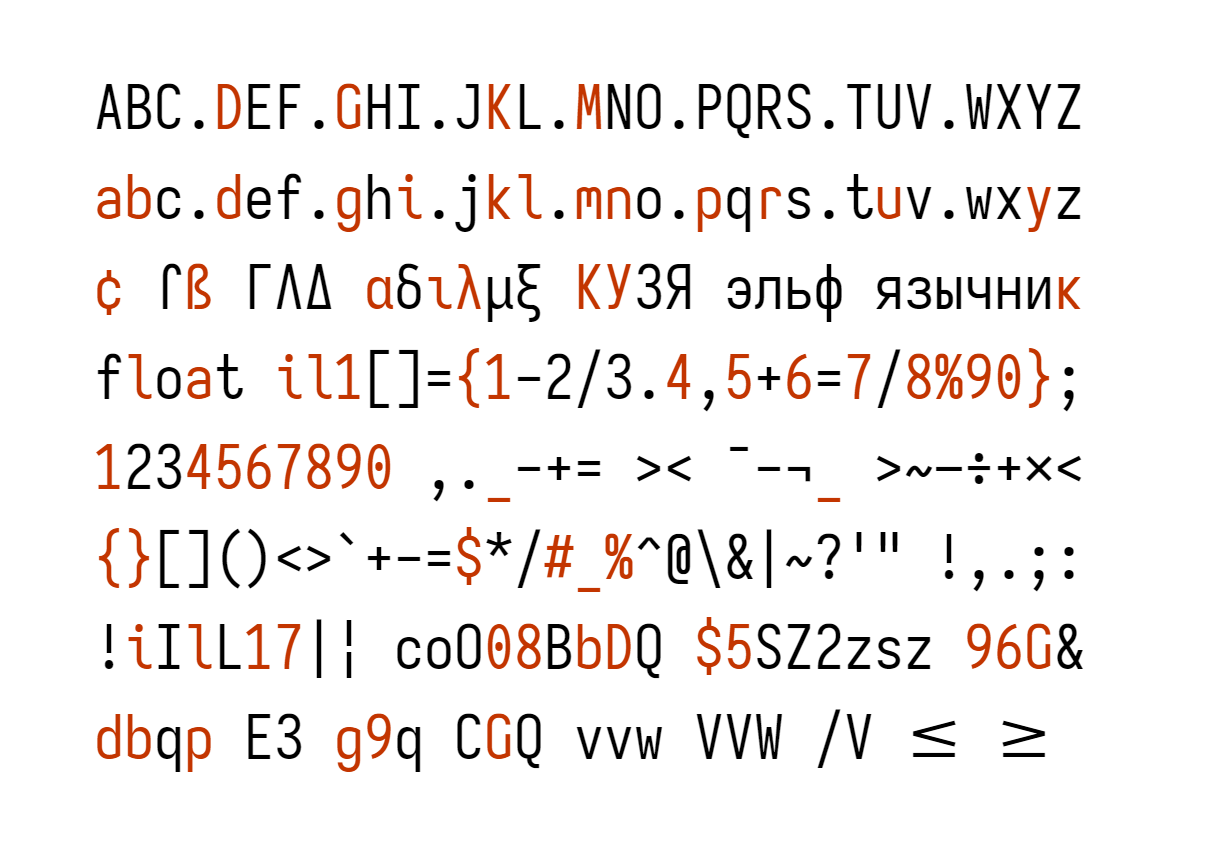 ABC.DEF.GHI.JKL.MNO.PQRS.TUV.WXYZ
abc.def.ghi.jkl.mno.pqrs.tuv.wxyz
¢ ſß ΓΛΔ αδιλμξ КУЗЯ эльф язычник
float il1[]={1-2/3.4,5+6=7/8%90};
1234567890 ,._-+= >< ¯-¬_ >~–÷+×<
{}[]()<>`+-=$*/#_%^@\&|~?'" !,.;:
!iIlL17|¦ coO08BbDQ $5SZ2zsz 96G&
dbqp E3 g9q CGQ vvw VVW /V ≤ ≥